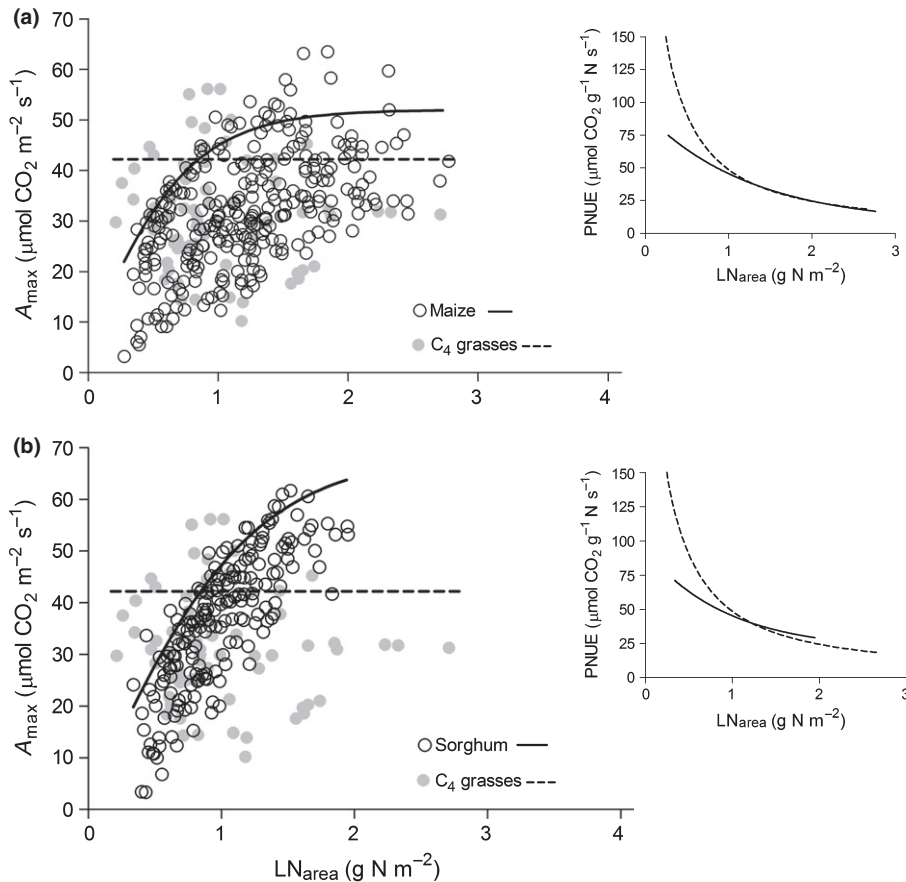 (a)
70
60
50
40
30
20
10
0
A_max (μmol CO₂ m⁻² s⁻¹)
Maize
C₄ grasses
0 1 2 3 4
150
125
100
75
50
25
0
PNUE (μmol CO₂ g⁻¹ N s⁻¹)
0 1 2 3
LN_area (g N m⁻²)
(b)
70
60
50
40
30
20
10
0
A_max (μmol CO₂ m⁻² s⁻¹)
Sorghum
C₄ grasses
0 1 2 3 4
LN_area (g N m⁻²)
150
125
100
75
50
25
0
PNUE (μmol CO₂ g⁻¹ N s⁻¹)
0 1 2 3
LN_area (g N m⁻²)